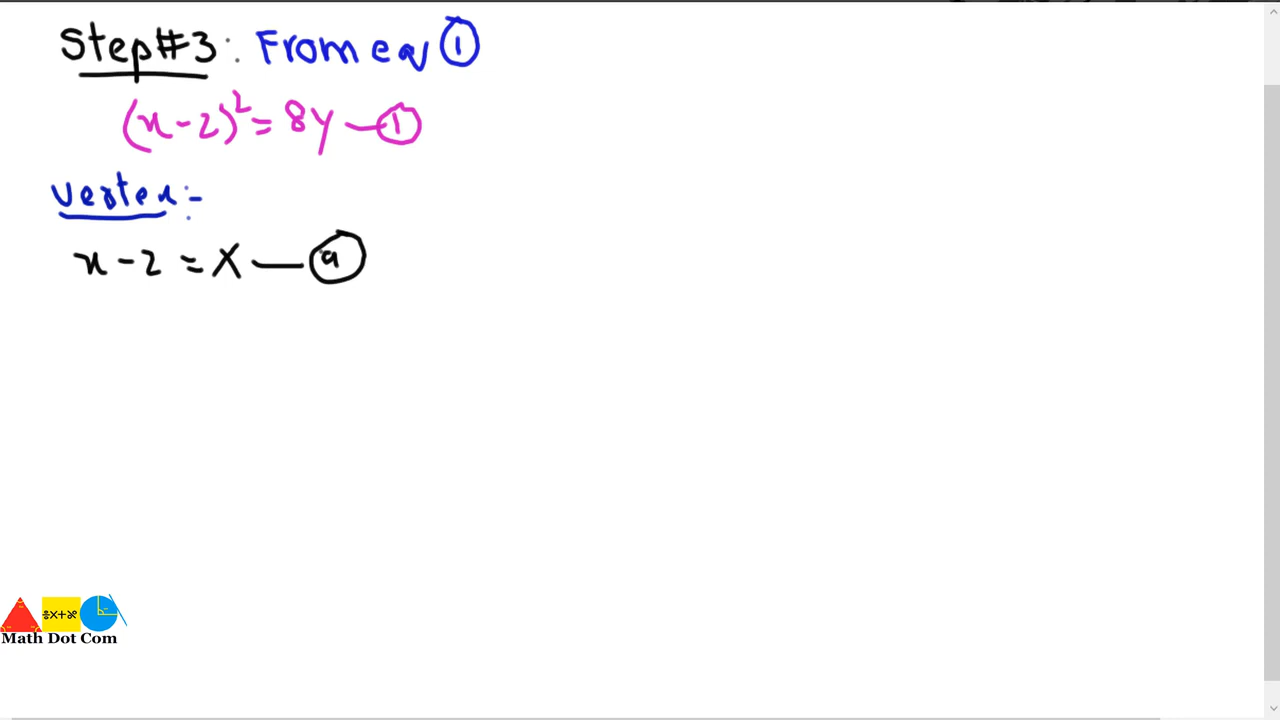 Step#3: From eq ①
(x-2)² = 8y — ①
Vertex:-
x-2 = X — ⓐ
÷X+
Math Dot Com